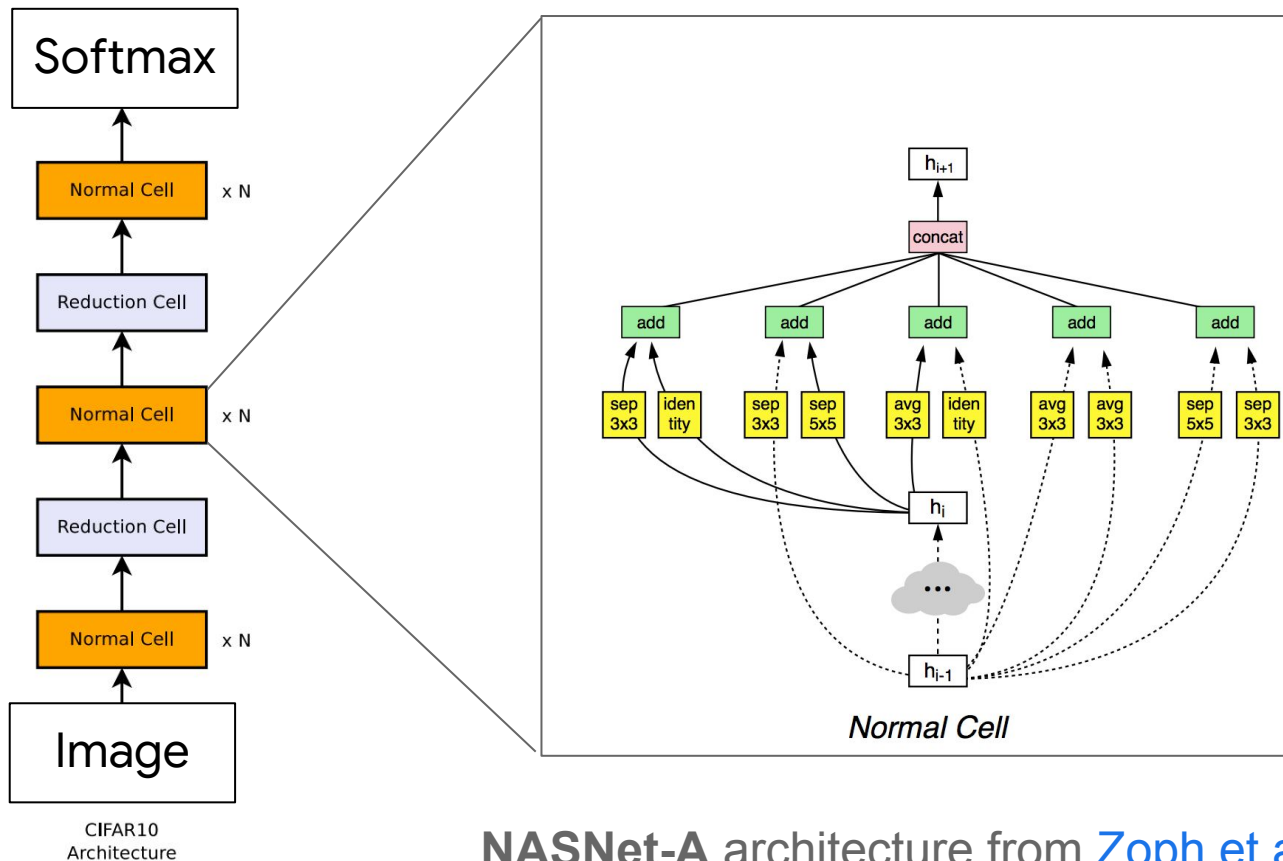 Softmax
Normal Cell x N
Reduction Cell
Normal Cell x N
Reduction Cell
Normal Cell x N
Image
CIFAR10
Architecture
hi+1
concat
add add add add add
sep 3x3 iden tity sep 3x3 sep 5x5 avg 3x3 iden tity avg 3x3 avg 3x3 sep 5x5 sep 3x3
hi
...
hi-1
Normal Cell
NASNet-A architecture from Zoph et a